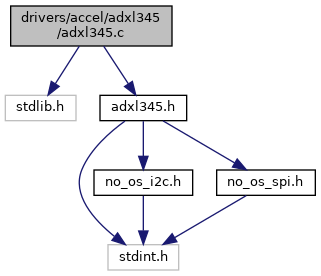 drivers/accel/adxl345
/adxl345.c
stdlib.h
adxl345.h
no_os_i2c.h
no_os_spi.h
stdint.h